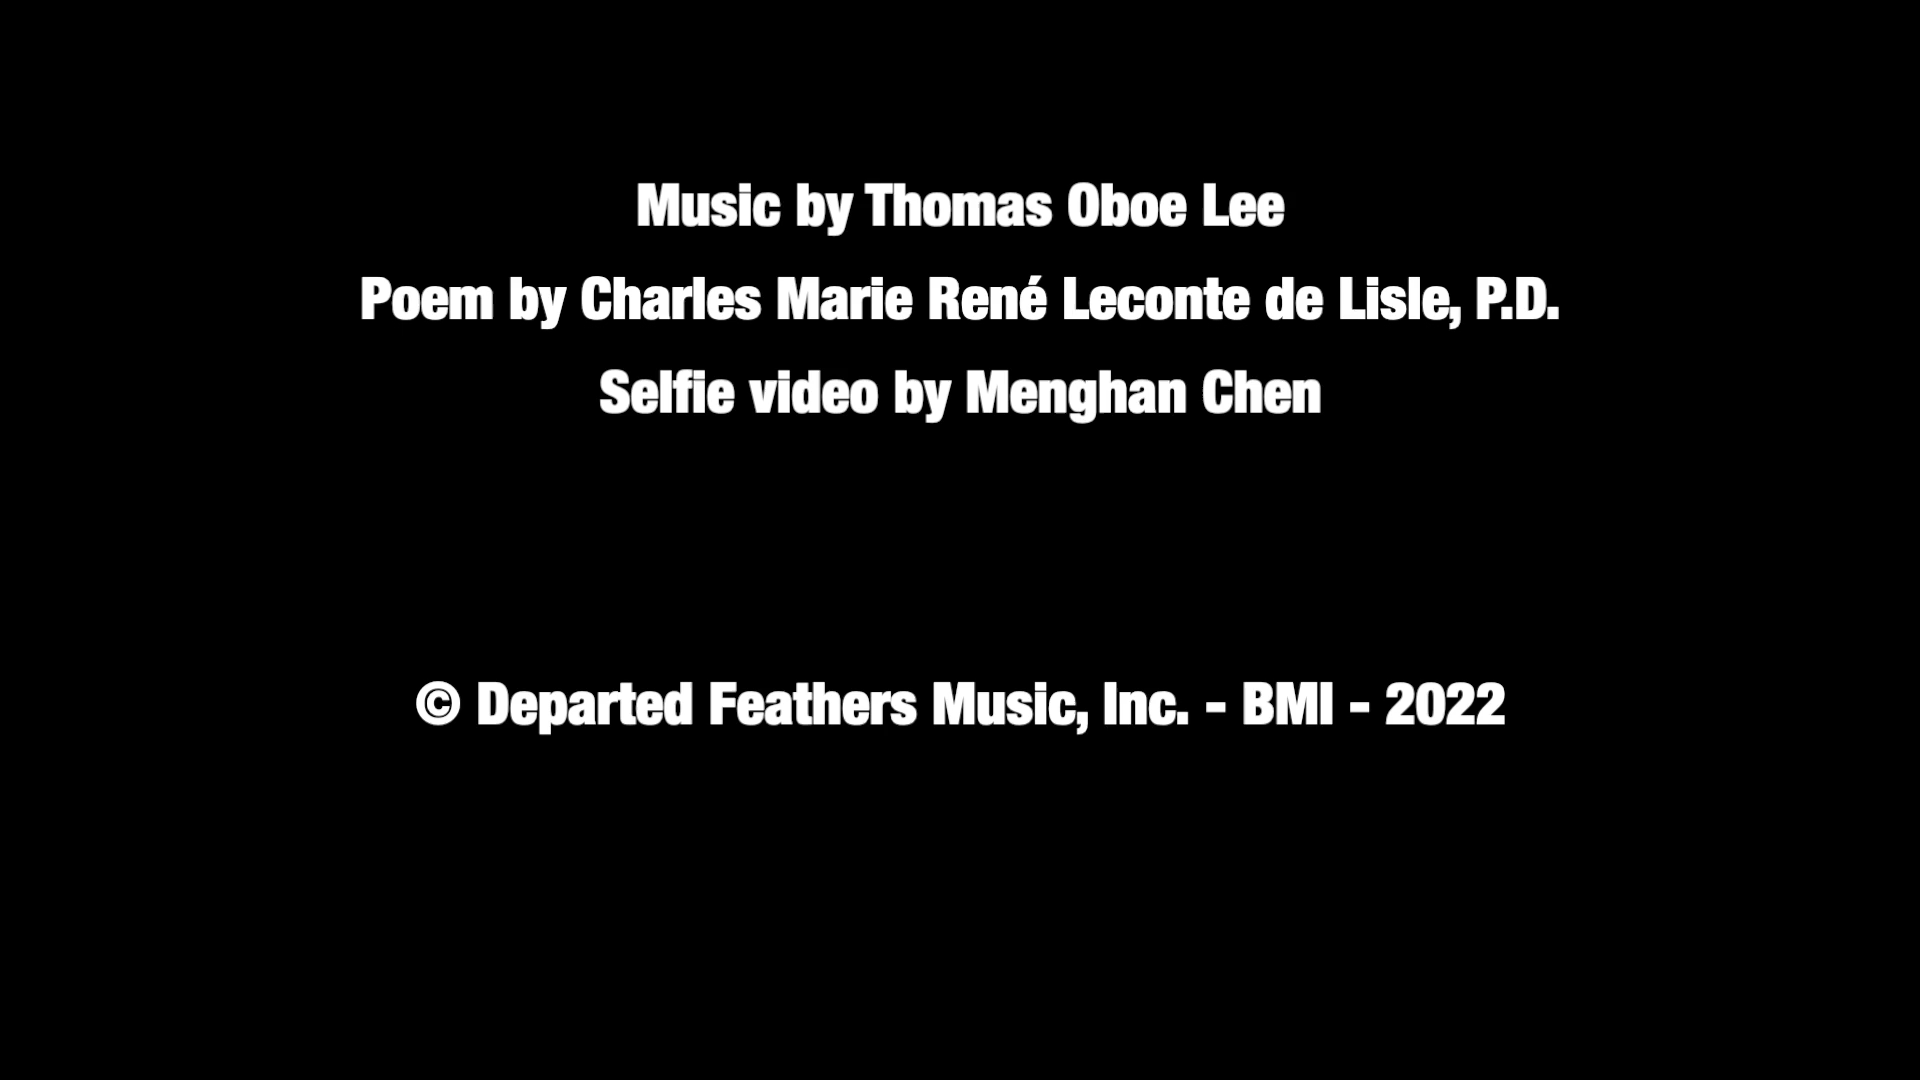 Music by Thomas Oboe Lee
Poem by Charles Marie René Leconte de Lisle, P.D.
Selfie video by Menghan Chen
© Departed Feathers Music, Inc. - BMI - 2022